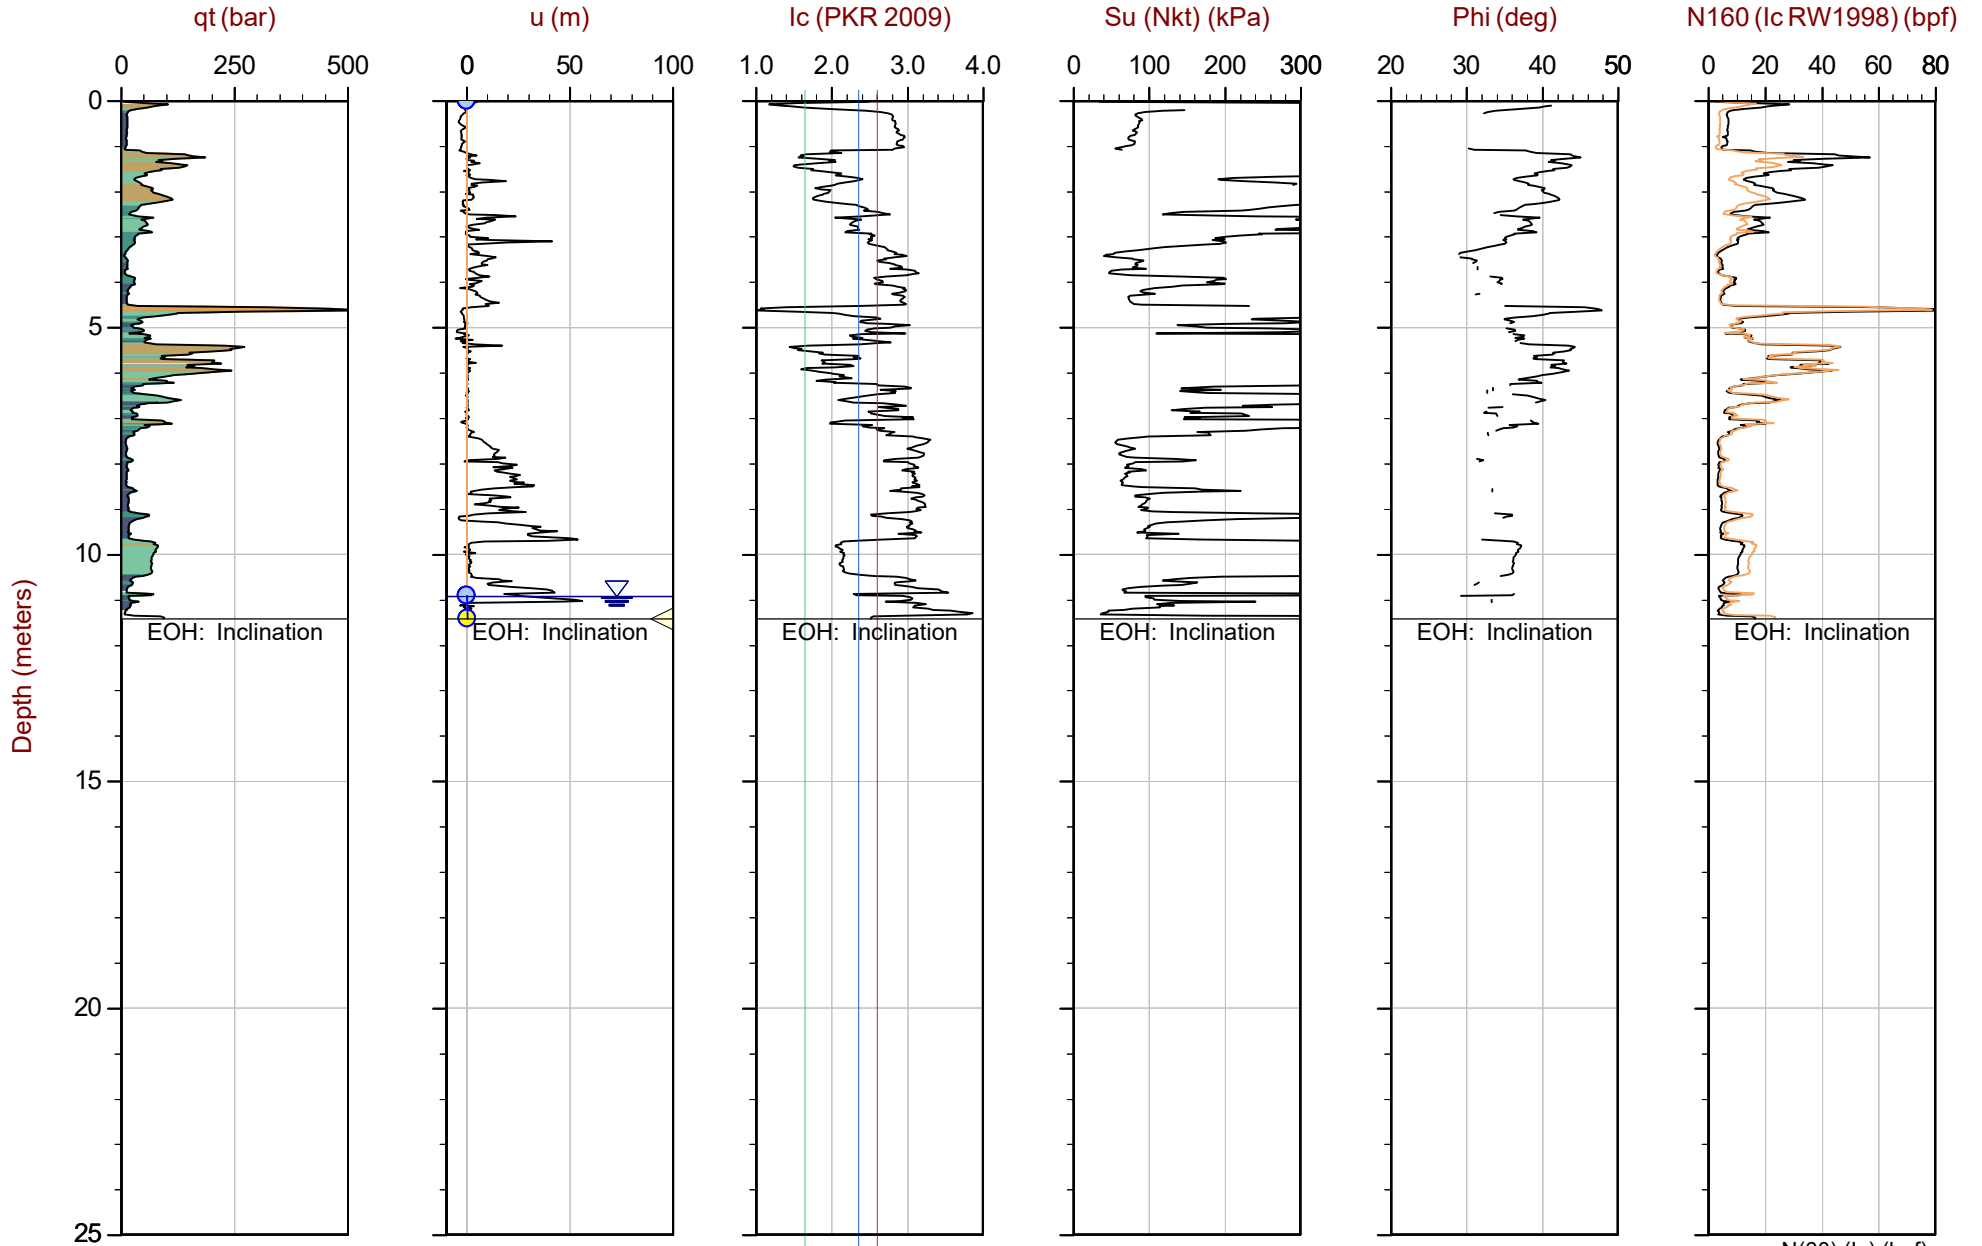 qt (bar) u (m) Ic (PKR 2009) Su (Nkt) (kPa) Phi (deg) N160 (Ic RW1998) (bpf)
0 250 500 0 50 100 1.0 2.0 3.0 4.0 0 100 200 300 20 30 40 50 0 20 40 60 80
0
5
10
EOH: Inclination EOH: Inclination EOH: Inclination EOH: Inclination EOH: Inclination EOH: Inclination
Depth (meters)
15
20
25